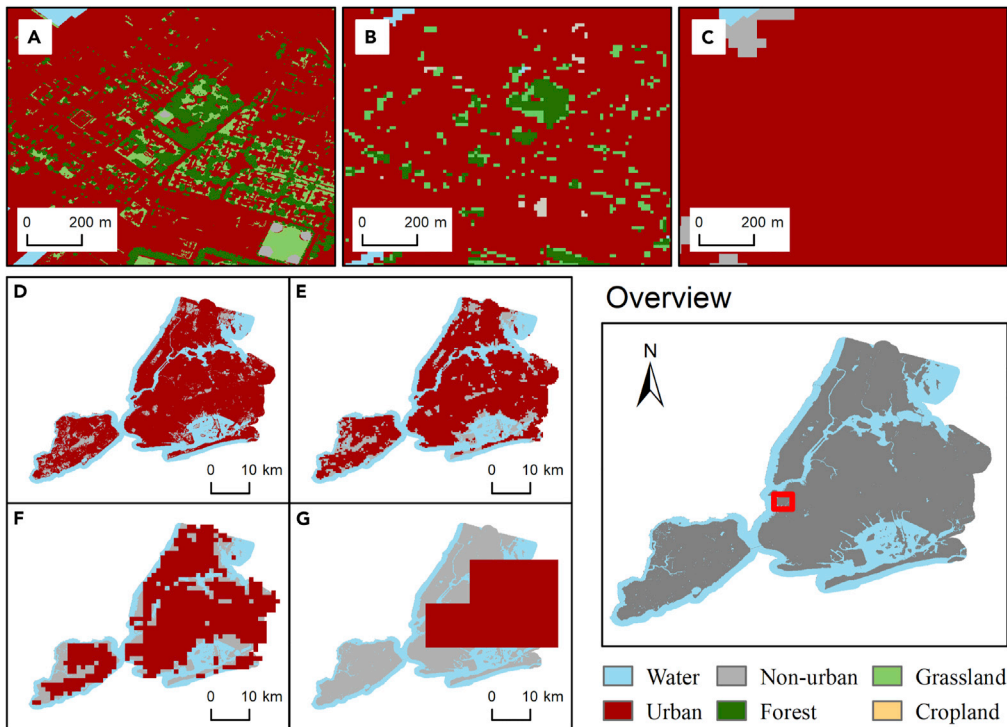 A
B
C
0 200 m
0 200 m
0 200 m
D
E
Overview
N
0 10 km
0 10 km
F
G
0 10 km
0 10 km
Water Non-urban Grassland
Urban Forest Cropland